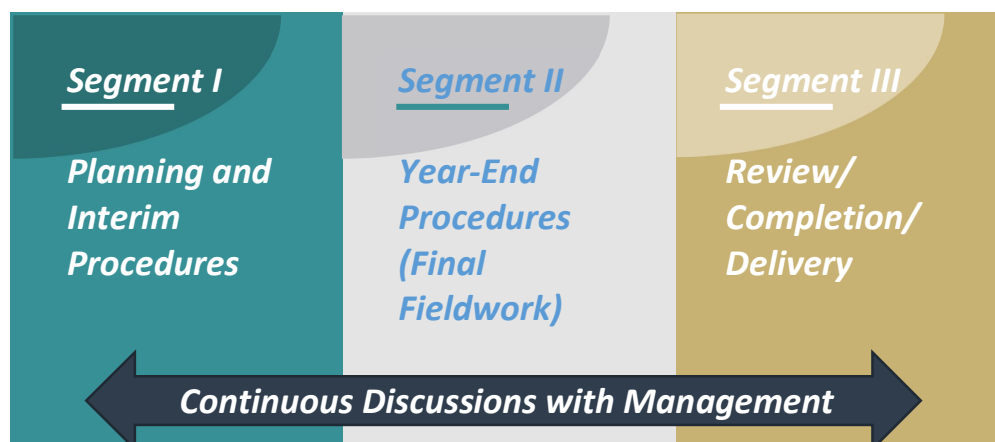 Segment I
Planning and
Interim
Procedures
Segment II
Year-End
Procedures
(Final
Fieldwork)
Segment III
Review/
Completion/
Delivery
Continuous Discussions with Management